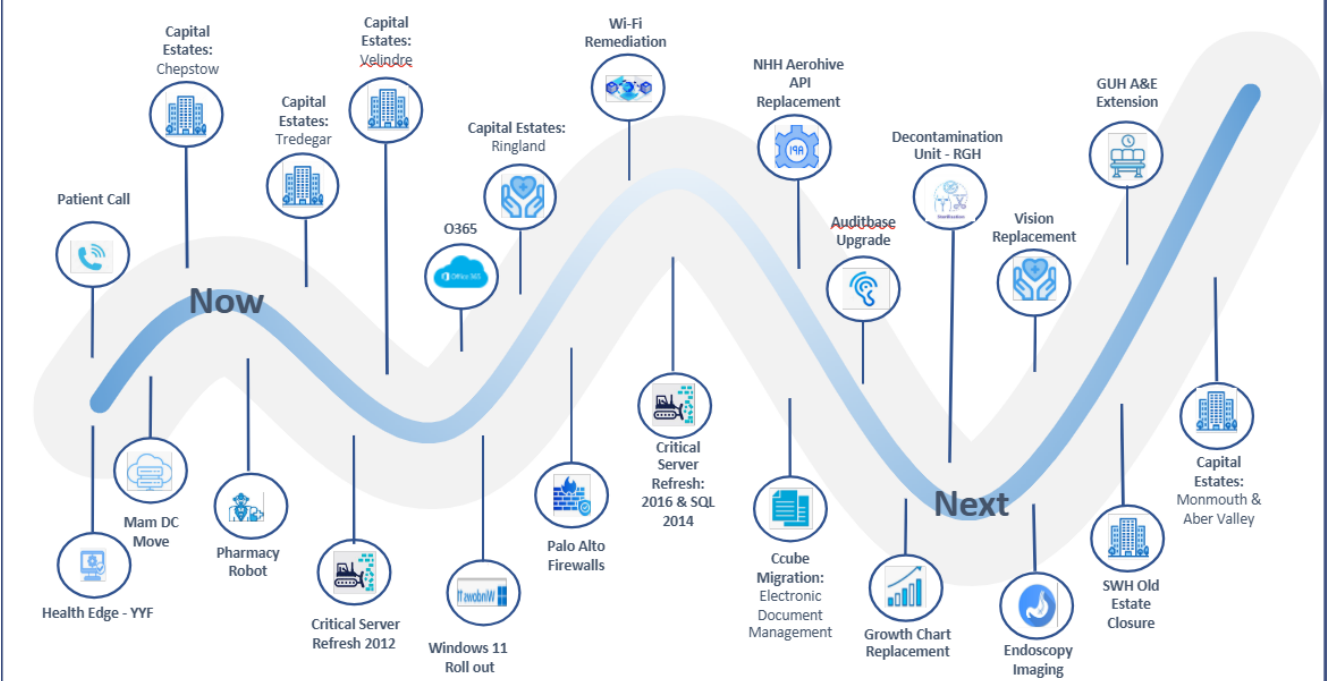 Capital
Estates:
Chepstow
Capital
Estates:
Tredegar
Capital
Estates:
Velindre
Capital Estates:
Ringland
Wi-Fi
Remediation
NHH Aerohive
API
Replacement
Decontamination
Unit - RGH
GUH A&E
Extension
Patient Call
O365
Office 365
API
Auditbase
Upgrade
Vision
Replacement
Now
Next
Mam DC
Move
Health Edge - YYF
Pharmacy
Robot
Critical Server
Refresh 2012
Windows 11
Windows 11
Roll out
Palo Alto
Firewalls
Critical
Server
Refresh:
2016 & SQL
2014
Ccube
Migration:
Electronic
Document
Management
Growth Chart
Replacement
Endoscopy
Imaging
SWH Old
Estate
Closure
Capital
Estates:
Monmouth &
Aber Valley